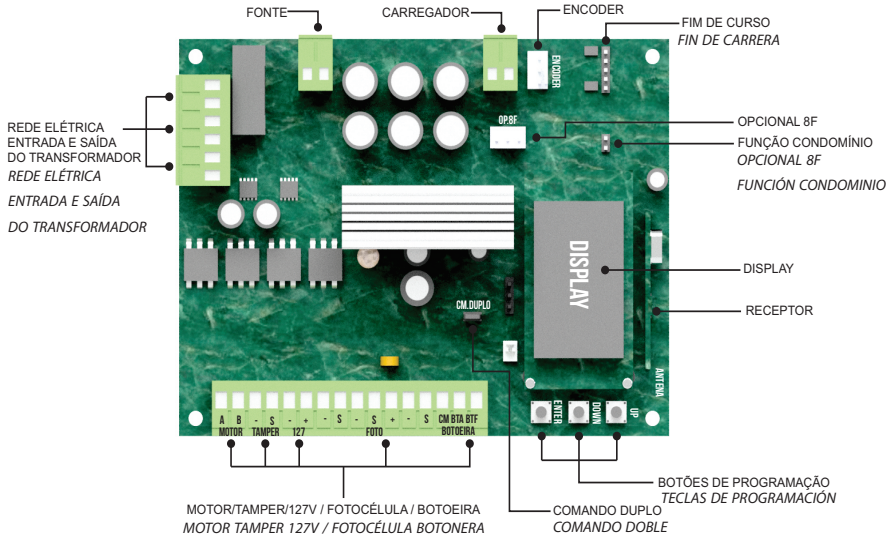 FONTE
CARREGADOR
ENCODER
FIM DE CURSO
FIN DE CARRERA
ENCODER
OP.8F
OPCIONAL 8F
FUNÇÃO CONDOMÍNIO
OPCIONAL 8F
FUNCIÓN CONDOMINIO
REDE ELÉTRICA
ENTRADA E SAÍDA
DO TRANSFORMADOR
REDE ELÉTRICA
ENTRADA E SAÍDA
DO TRANSFORMADOR
DISPLAY
DISPLAY
RECEPTOR
CM.DUPLO
ANTENA
ENTER
DOWN
UP
A B - S - + - S - S + - S CM BTA BTF
MOTOR TAMPER 127 FOTO BOTOEIRA
BOTÕES DE PROGRAMAÇÃO
TECLAS DE PROGRAMACIÓN
MOTOR/TAMPER/127V / FOTOCÉLULA / BOTOEIRA
MOTOR TAMPER 127V / FOTOCÉLULA BOTONERA
COMANDO DUPLO
COMANDO DOBLE